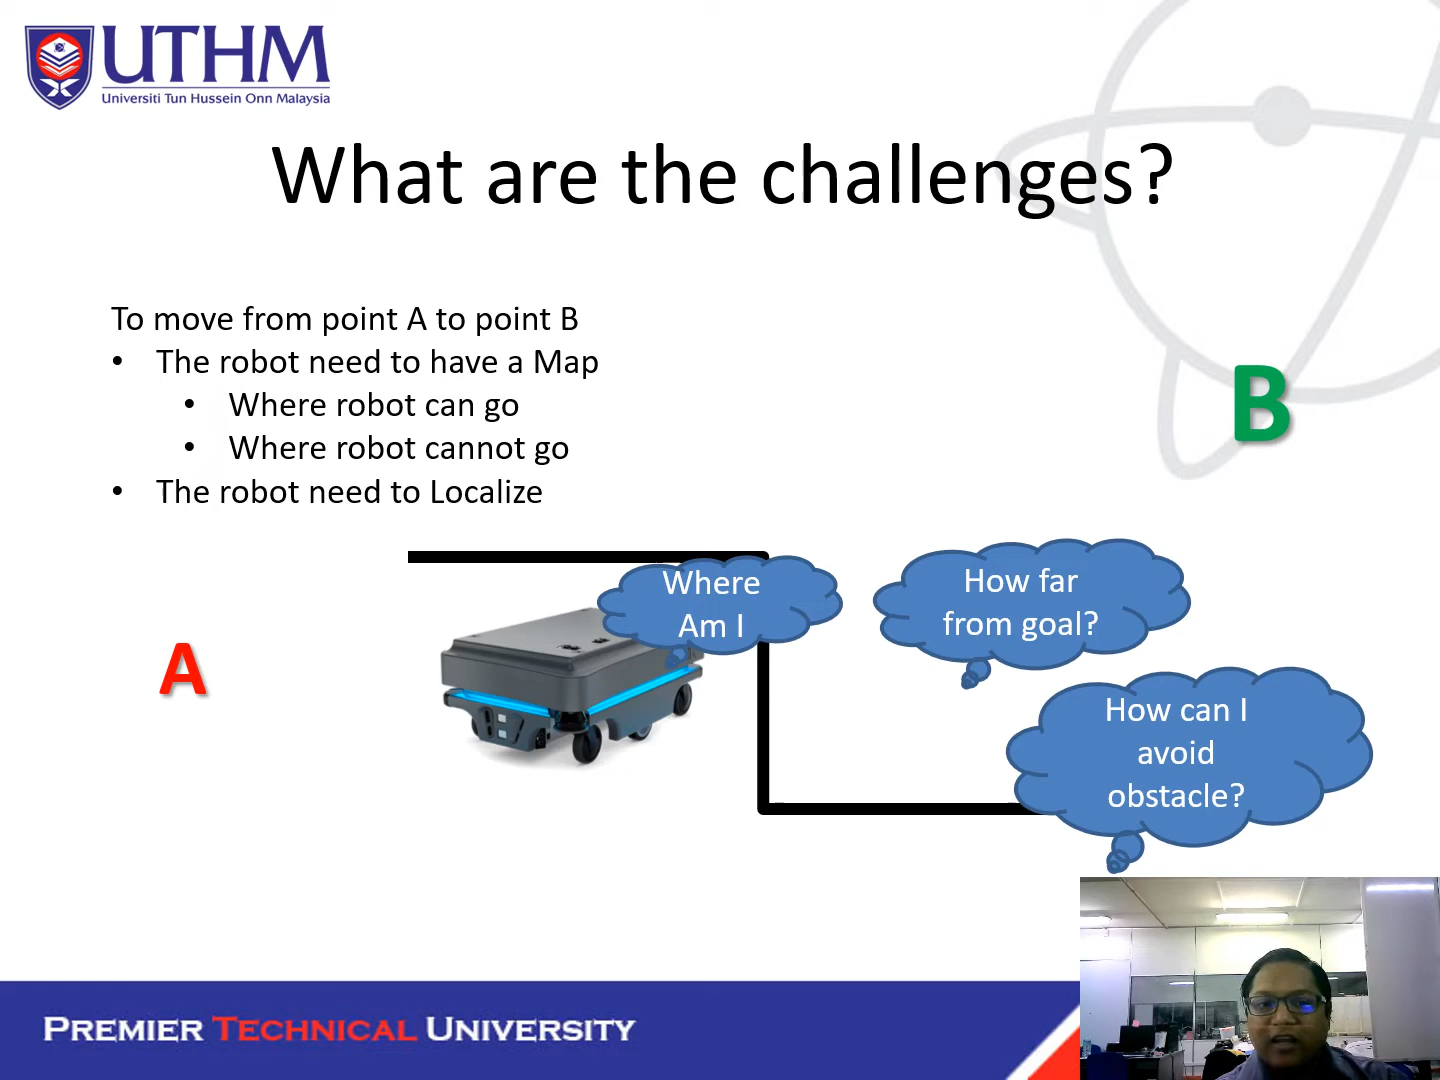 UTHM
Universiti Tun Hussein Onn Malaysia
What are the challenges?
To move from point A to point B
• The robot need to have a Map
• Where robot can go
• Where robot cannot go
• The robot need to Localize
B
A
Where
Am I
How far
from goal?
How can I
avoid
obstacle?
PREMIER TECHNICAL UNIVERSITY